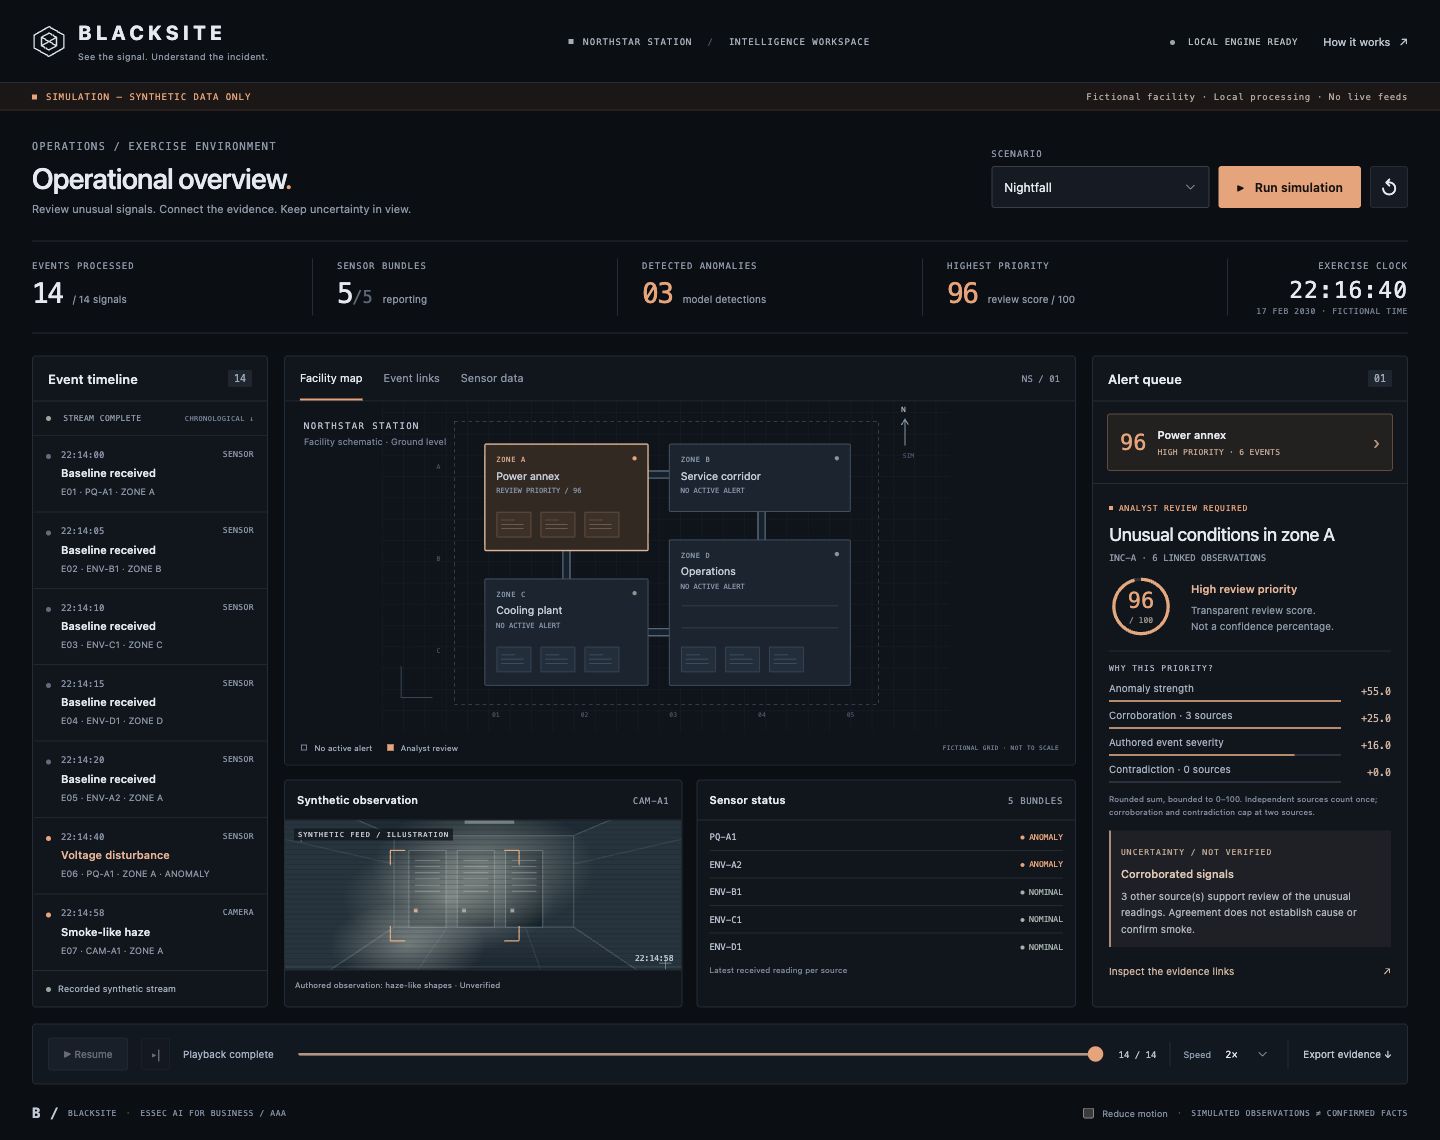 BLACKSITE
See the signal. Understand the incident.
NORTHSTAR STATION / INTELLIGENCE WORKSPACE
LOCAL ENGINE READY
How it works ↗
SIMULATION — SYNTHETIC DATA ONLY
Fictional facility · Local processing · No live feeds
OPERATIONS / EXERCISE ENVIRONMENT
Operational overview.
Review unusual signals. Connect the evidence. Keep uncertainty in view.
SCENARIO
Nightfall
Run simulation
EVENTS PROCESSED
14 / 14 signals
SENSOR BUNDLES
5/5 reporting
DETECTED ANOMALIES
03 model detections
HIGHEST PRIORITY
96 review score / 100
EXERCISE CLOCK
22:16:40
17 FEB 2030 · FICTIONAL TIME
Event timeline 14
STREAM COMPLETE CHRONOLOGICAL ↓
22:14:00 SENSOR
Baseline received
E01 · PQ-A1 · ZONE A
22:14:05 SENSOR
Baseline received
E02 · ENV-B1 · ZONE B
22:14:10 SENSOR
Baseline received
E03 · ENV-C1 · ZONE C
22:14:15 SENSOR
Baseline received
E04 · ENV-D1 · ZONE D
22:14:20 SENSOR
Baseline received
E05 · ENV-A2 · ZONE A
22:14:40 SENSOR
Voltage disturbance
E06 · PQ-A1 · ZONE A · ANOMALY
22:14:58 CAMERA
Smoke-like haze
E07 · CAM-A1 · ZONE A
Recorded synthetic stream
Facility map Event links Sensor data NS / 01
NORTHSTAR STATION
Facility schematic · Ground level
N
SIM
A
B
C
ZONE A
Power annex
REVIEW PRIORITY / 96
ZONE B
Service corridor
NO ACTIVE ALERT
ZONE C
Cooling plant
NO ACTIVE ALERT
ZONE D
Operations
NO ACTIVE ALERT
01 02 03 04 05
No active alert Analyst review
FICTIONAL GRID · NOT TO SCALE
Synthetic observation CAM-A1
SYNTHETIC FEED / ILLUSTRATION
22:14:58
Authored observation: haze-like shapes · Unverified
Sensor status 5 BUNDLES
PQ-A1 ANOMALY
ENV-A2 ANOMALY
ENV-B1 NOMINAL
ENV-C1 NOMINAL
ENV-D1 NOMINAL
Latest received reading per source
Alert queue 01
96 Power annex
HIGH PRIORITY · 6 EVENTS
ANALYST REVIEW REQUIRED
Unusual conditions in zone A
INC-A · 6 LINKED OBSERVATIONS
96
/ 100
High review priority
Transparent review score.
Not a confidence percentage.
WHY THIS PRIORITY?
Anomaly strength +55.0
Corroboration · 3 sources +25.0
Authored event severity +16.0
Contradiction · 0 sources +0.0
Rounded sum, bounded to 0–100. Independent sources count once;
corroboration and contradiction cap at two sources.
UNCERTAINTY / NOT VERIFIED
Corroborated signals
3 other source(s) support review of the unusual
readings. Agreement does not establish cause or
confirm smoke.
Inspect the evidence links ↗
Resume
Playback complete
14 / 14
Speed 2×
Export evidence ↓
B / BLACKSITE · ESSEC AI FOR BUSINESS / AAA
Reduce motion · SIMULATED OBSERVATIONS ≠ CONFIRMED FACTS